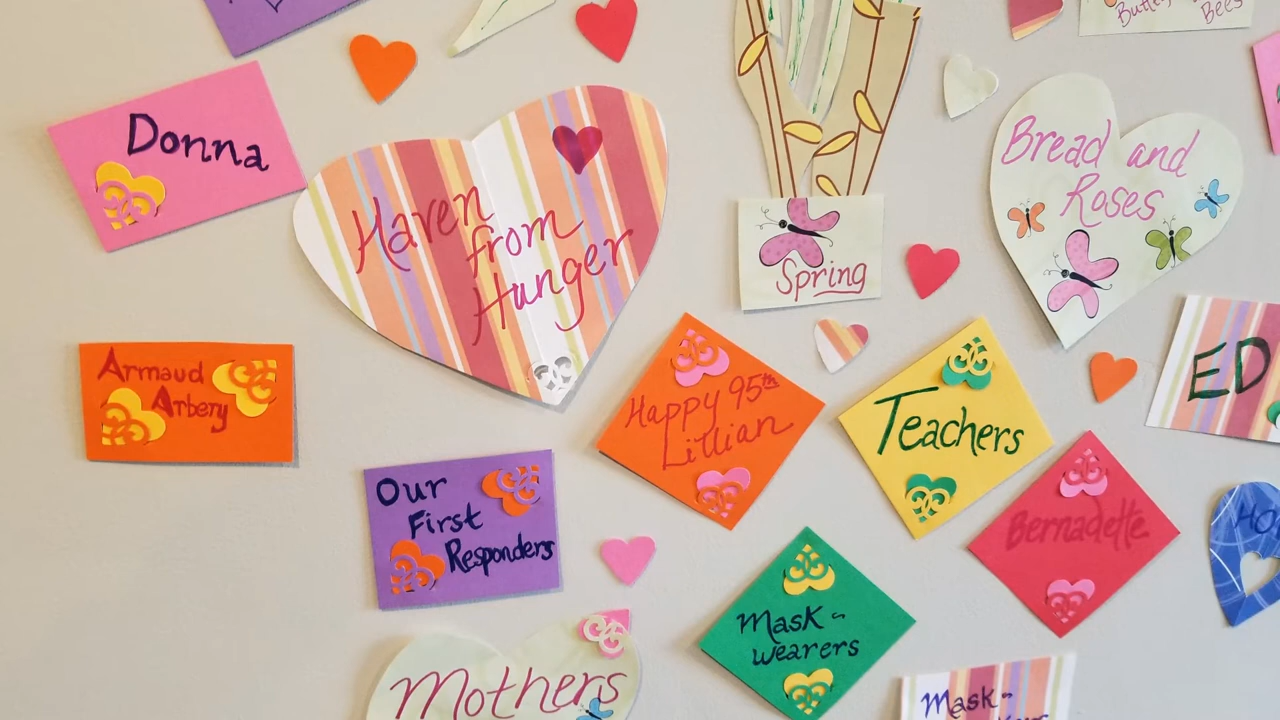 Donna
Haven
from
Hunger
Spring
Bread and
Roses
Bees
Armaud
Arbery
Happy 95th
Lillian
Teachers
ED
Our
First
Responders
Bernadette
Mask-
wearers
Mothers
Mask-